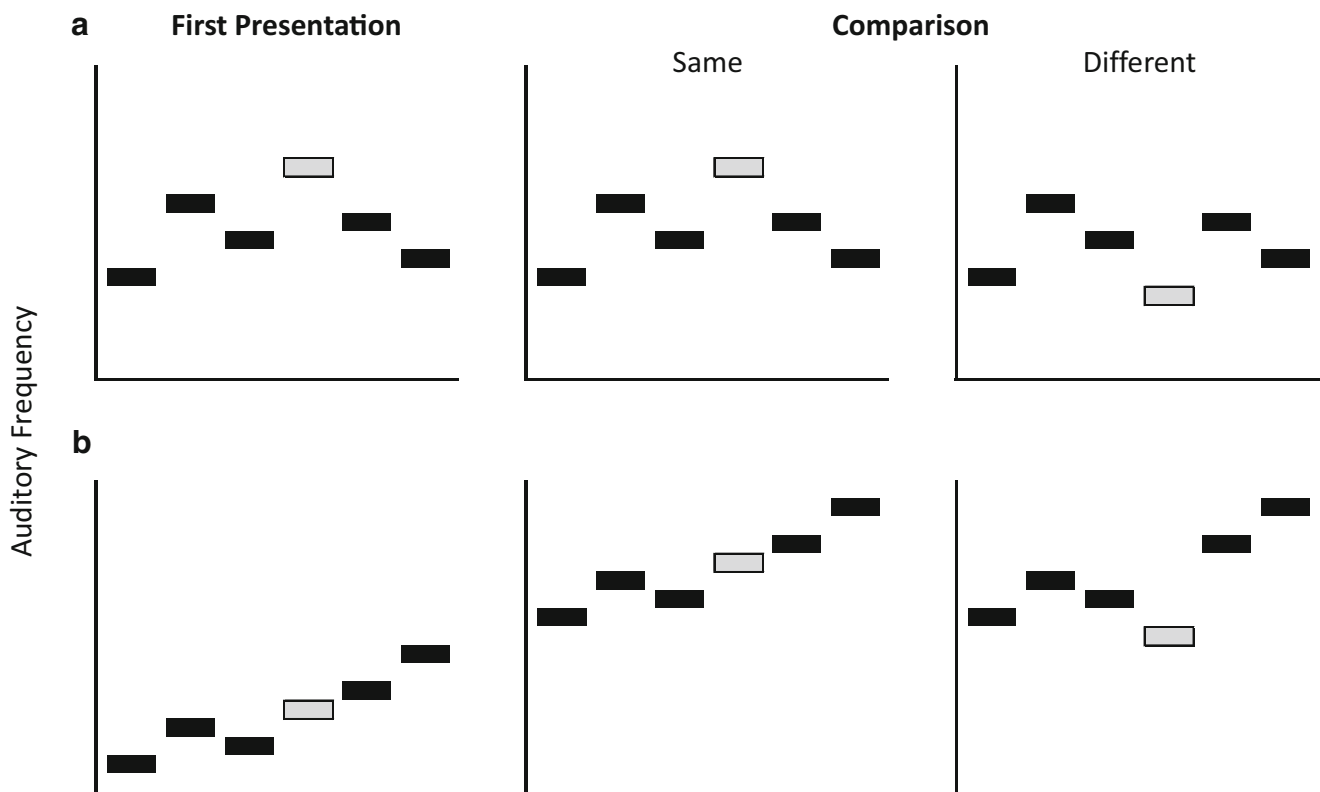 a First Presentation Comparison
Same Different
Auditory Frequency
b